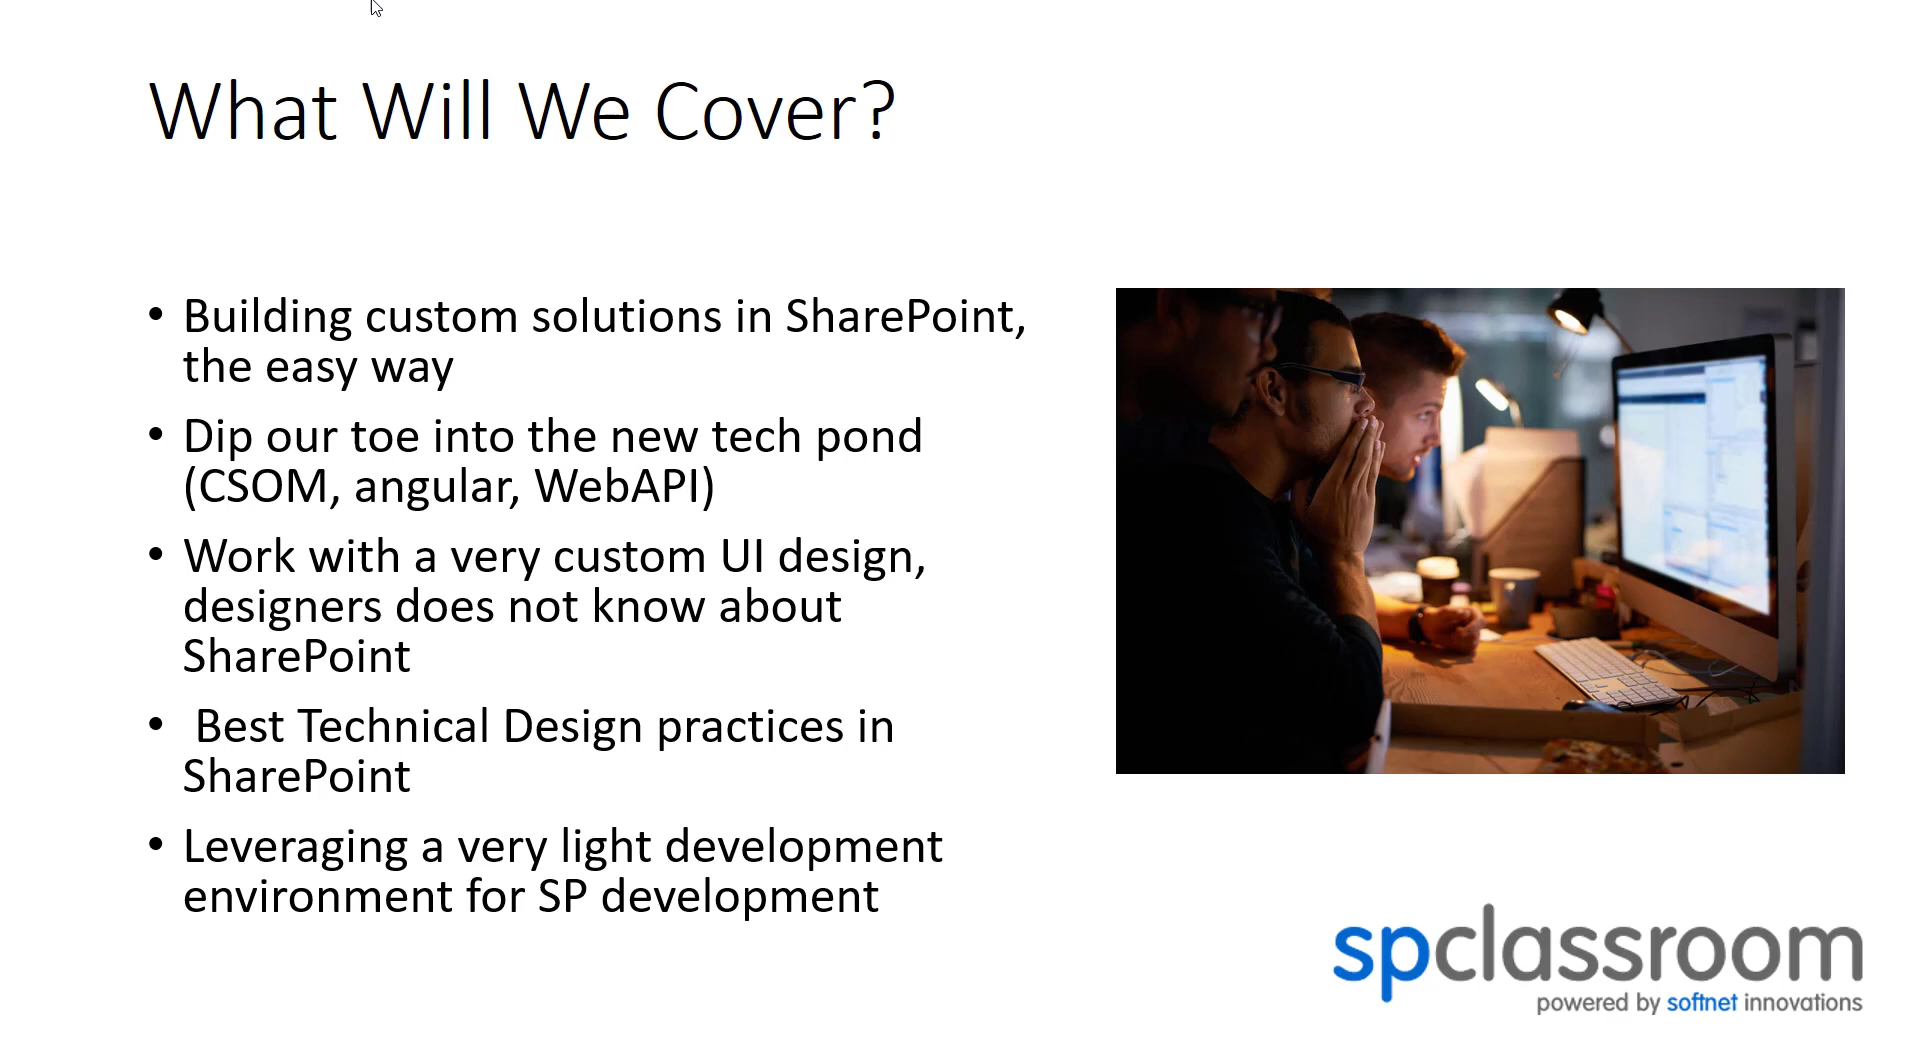 What Will We Cover?
• Building custom solutions in SharePoint,
the easy way
• Dip our toe into the new tech pond
(CSOM, angular, WebAPI)
• Work with a very custom UI design,
designers does not know about
SharePoint
• Best Technical Design practices in
SharePoint
• Leveraging a very light development
environment for SP development
spclassroom
powered by softnet innovations